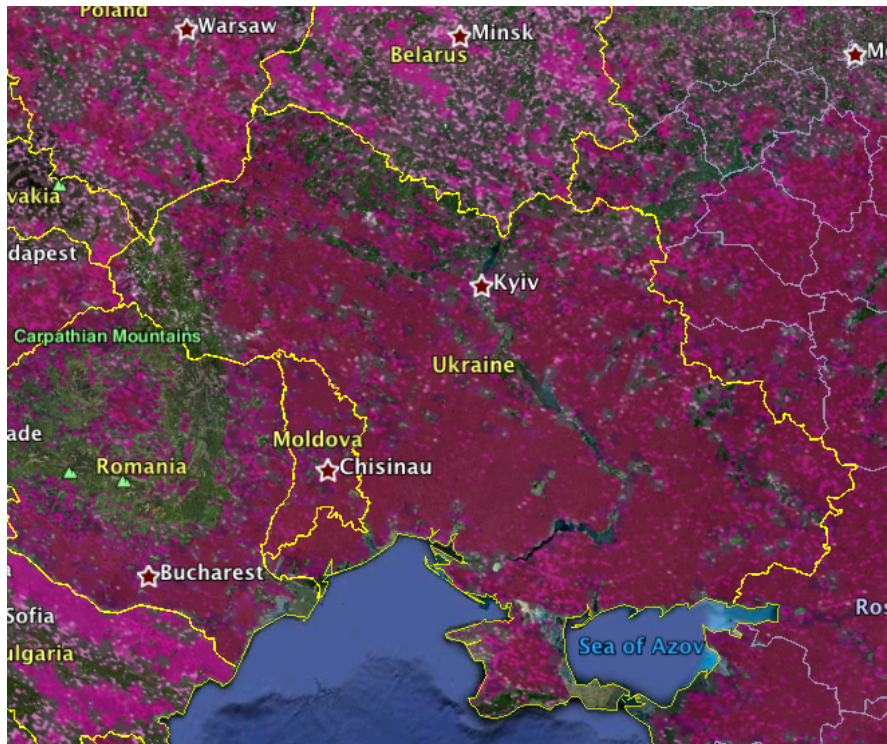 Poland
Warsaw
Minsk
Belarus
Mo
vakia
dapest
Kyiv
Carpathian Mountains
Ukraine
ade
Moldova
Romania
Chisinau
Bucharest
Sofia
Ros
ulgaria
Sea of Azov